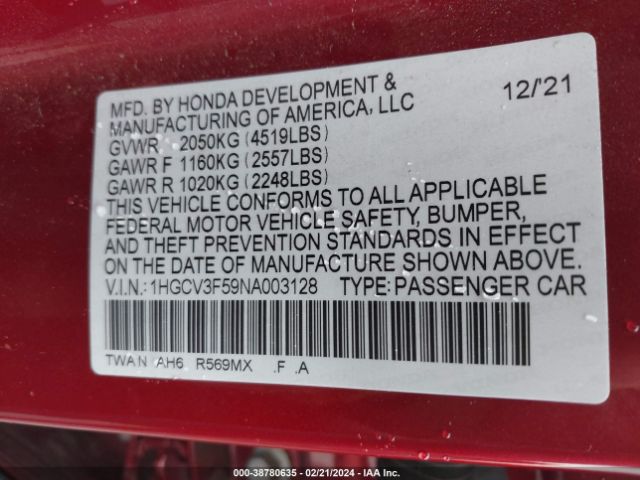 MFD. BY HONDA DEVELOPMENT & 12/'21
MANUFACTURING OF AMERICA, LLC
GVWR 2050KG (4519LBS)
GAWR F 1160KG (2557LBS)
GAWR R 1020KG (2248LBS)
THIS VEHICLE CONFORMS TO ALL APPLICABLE
FEDERAL MOTOR VEHICLE SAFETY, BUMPER,
AND THEFT PREVENTION STANDARDS IN EFFECT
ON THE DATE OF MANUFACTURE SHOWN ABOVE.
V.I.N.:1HGCV3F59NA003128 TYPE:PASSENGER CAR
TWAN AH6 R569MX .F .A
000-38780635 - 02/21/2024 - IAA Inc.